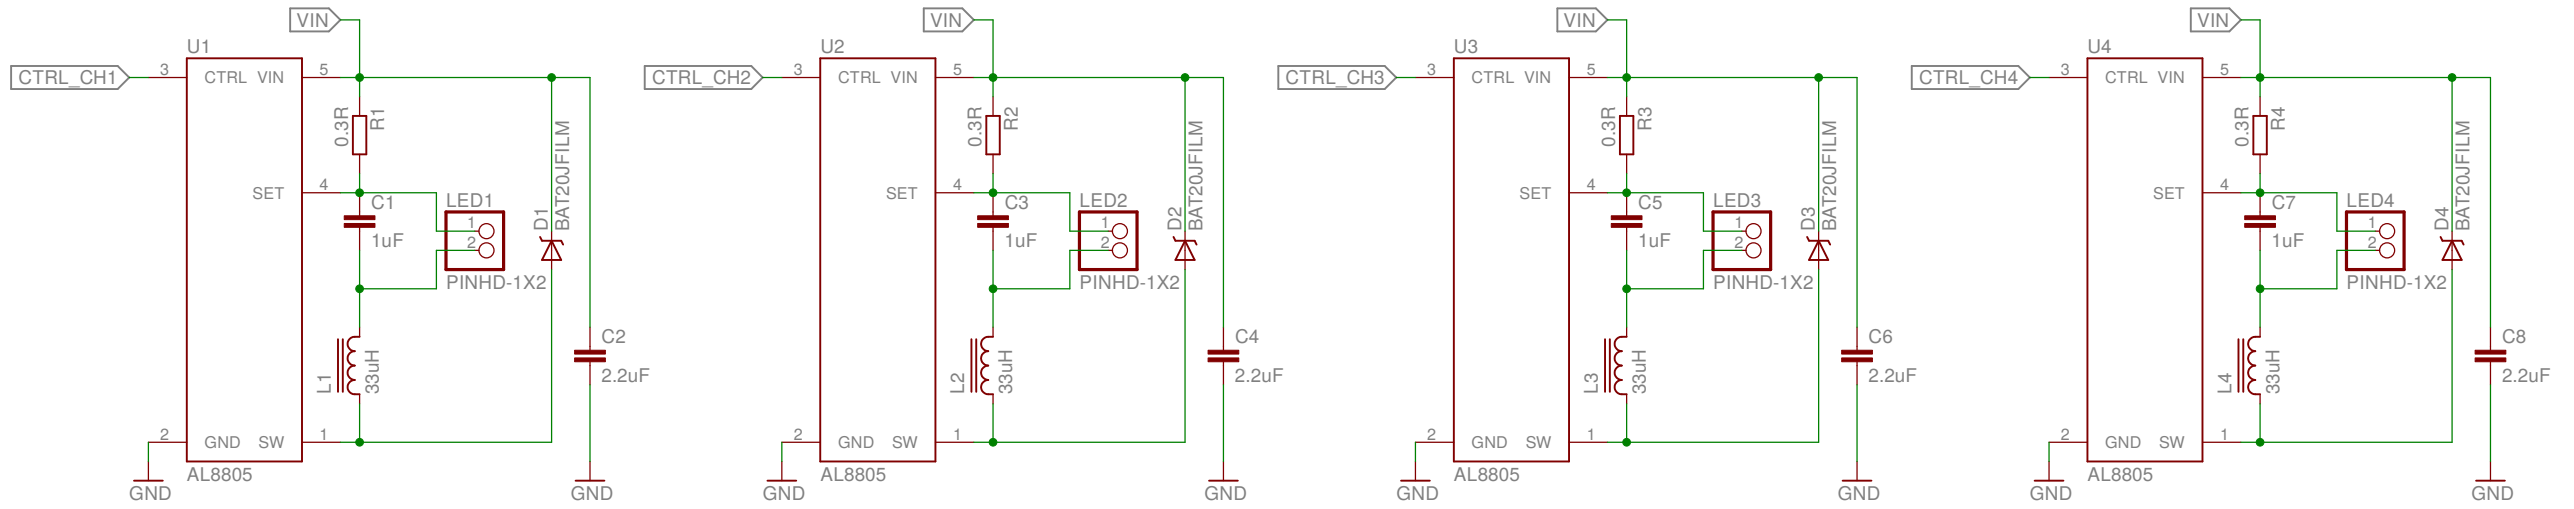 VIN
U1
CTRL_CH1
3
CTRL VIN
5
0.3R
R1
SET
4
C1
1uF
LED1
1
2
PINHD-1X2
D1
BAT20JFILM
L1
33uH
C2
2.2uF
2
GND SW
1
AL8805
GND
GND
VIN
U2
CTRL_CH2
3
CTRL VIN
5
0.3R
R2
SET
4
C3
1uF
LED2
1
2
PINHD-1X2
D2
BAT20JFILM
L2
33uH
C4
2.2uF
2
GND SW
1
AL8805
GND
GND
VIN
U3
CTRL_CH3
3
CTRL VIN
5
0.3R
R3
SET
4
C5
1uF
LED3
1
2
PINHD-1X2
D3
BAT20JFILM
L3
33uH
C6
2.2uF
2
GND SW
1
AL8805
GND
GND
VIN
U4
CTRL_CH4
3
CTRL VIN
5
0.3R
R4
SET
4
C7
1uF
LED4
1
2
PINHD-1X2
D4
BAT20JFILM
L4
33uH
C8
2.2uF
2
GND SW
1
AL8805
GND
GND